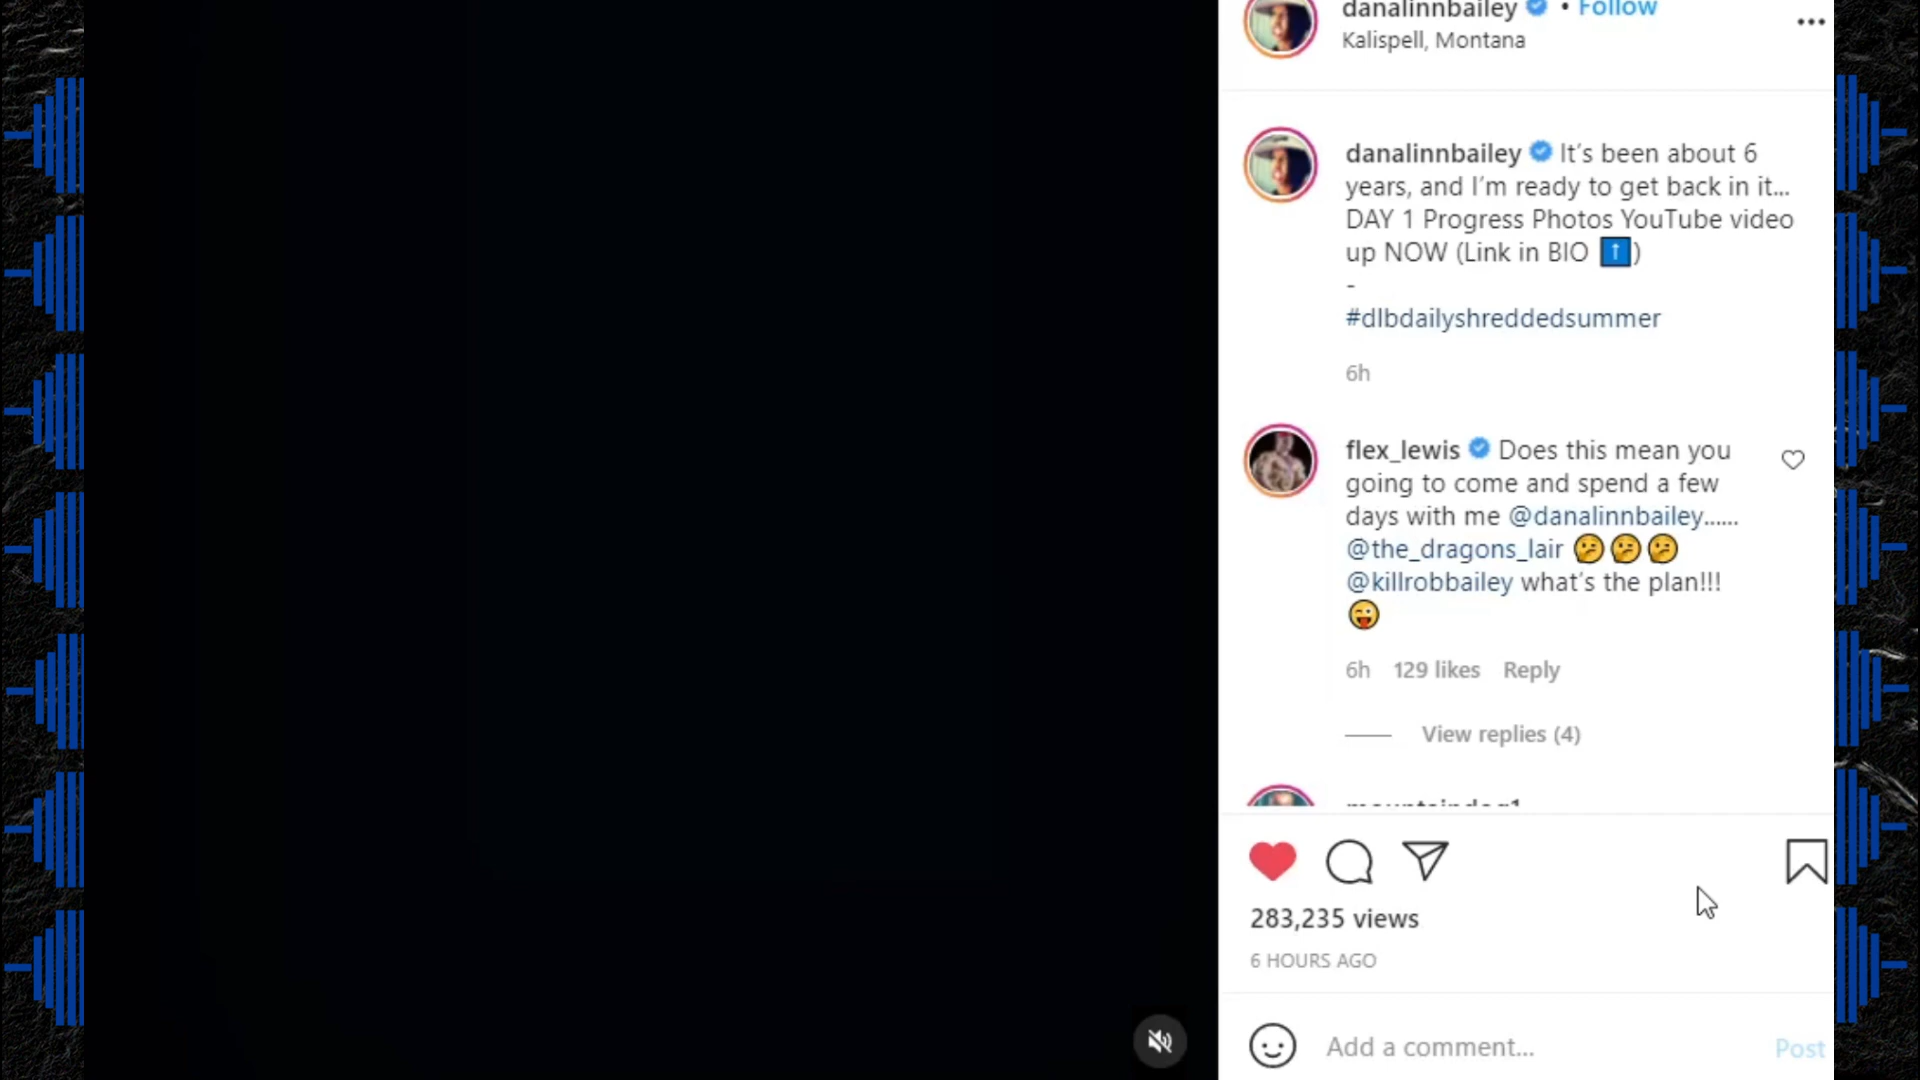 danalinnbailey • Follow
Kalispell, Montana
danalinnbailey It's been about 6
years, and I'm ready to get back in it...
DAY 1 Progress Photos YouTube video
up NOW (Link in BIO ⬆️)
-
#dlbdailyshreddedsummer
6h
flex_lewis Does this mean you
going to come and spend a few
days with me @danalinnbailey......
@the_dragons_lair 🤔🤔🤔
@killrobbailey what's the plan!!!
😜
6h 129 likes Reply
View replies (4)
283,235 views
6 HOURS AGO
Add a comment... Post